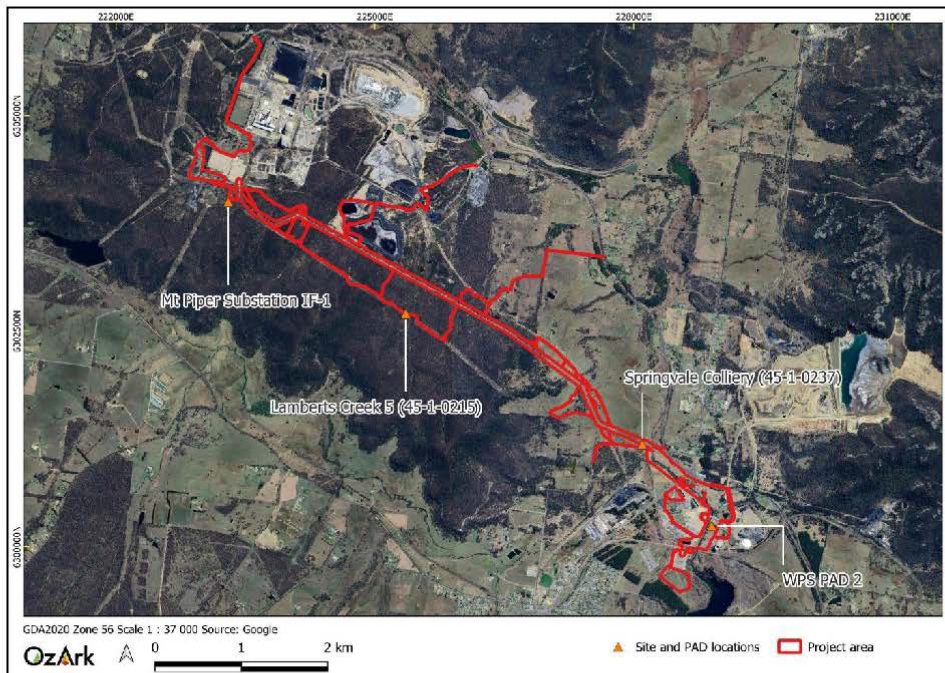 222000E 225000E 228000E 231000E
6305000N
6302500N
6300000N
Mt Piper Substation IF-1
Lamberts Creek 5 (45-1-0215)
Springvale Colliery (45-1-0237)
WPS PAD 2
GDA2020 Zone 56 Scale 1 : 37 000 Source: Google
OzArk
0 1 2 km
Site and PAD locations
Project area